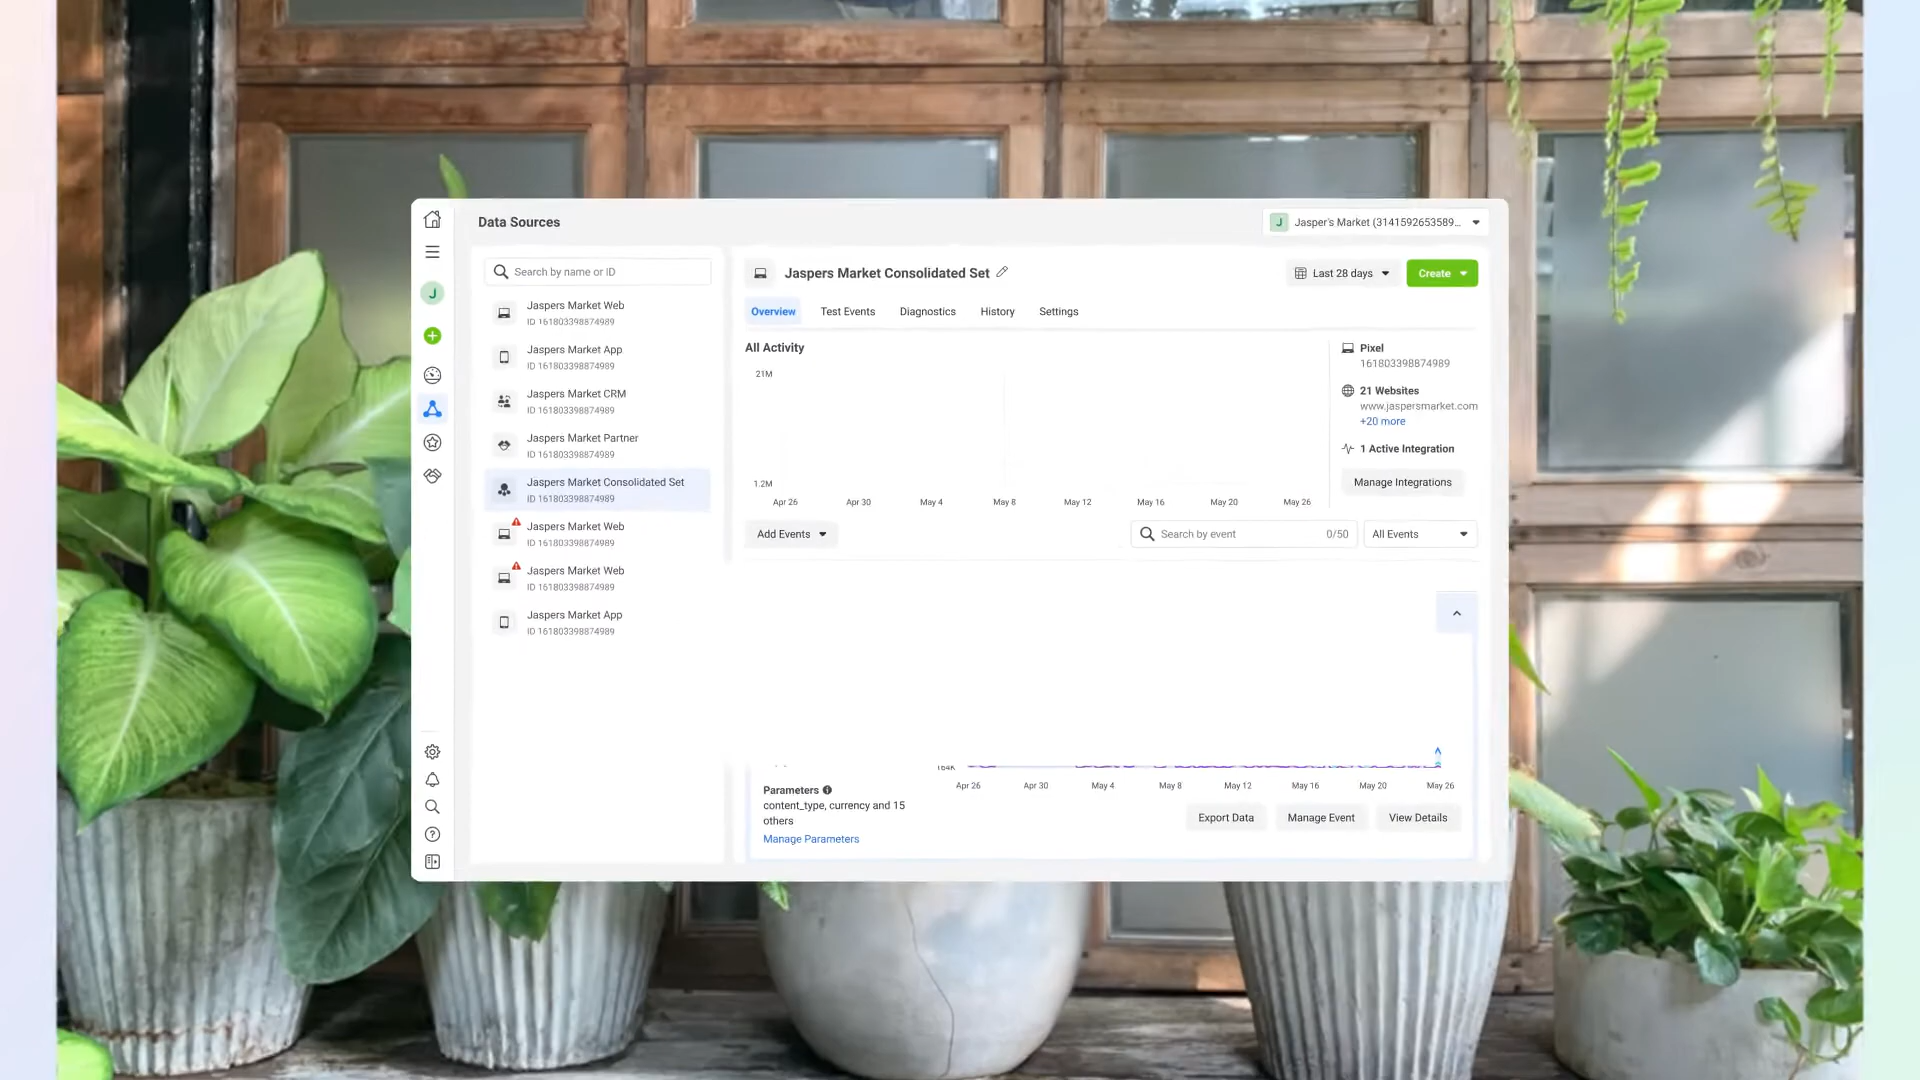 Data Sources
J
Jasper's Market (3141592653589...
Search by name or ID
J
Jaspers Market Web
ID 161803398874989
Jaspers Market App
ID 161803398874989
Jaspers Market CRM
ID 161803398874989
Jaspers Market Partner
ID 161803398874989
Jaspers Market Consolidated Set
ID 161803398874989
Jaspers Market Web
ID 161803398874989
Jaspers Market Web
ID 161803398874989
Jaspers Market App
ID 161803398874989
Jaspers Market Consolidated Set
Last 28 days
Create
Overview
Test Events
Diagnostics
History
Settings
All Activity
21M
1.2M
Apr 26
Apr 30
May 4
May 8
May 12
May 16
May 20
May 26
Pixel
161803398874989
21 Websites
www.jaspersmarket.com
+20 more
1 Active Integration
Manage Integrations
Add Events
Search by event
0/50
All Events
164K
Apr 26
Apr 30
May 4
May 8
May 12
May 16
May 20
May 26
Parameters
content_type, currency and 15
others
Manage Parameters
Export Data
Manage Event
View Details